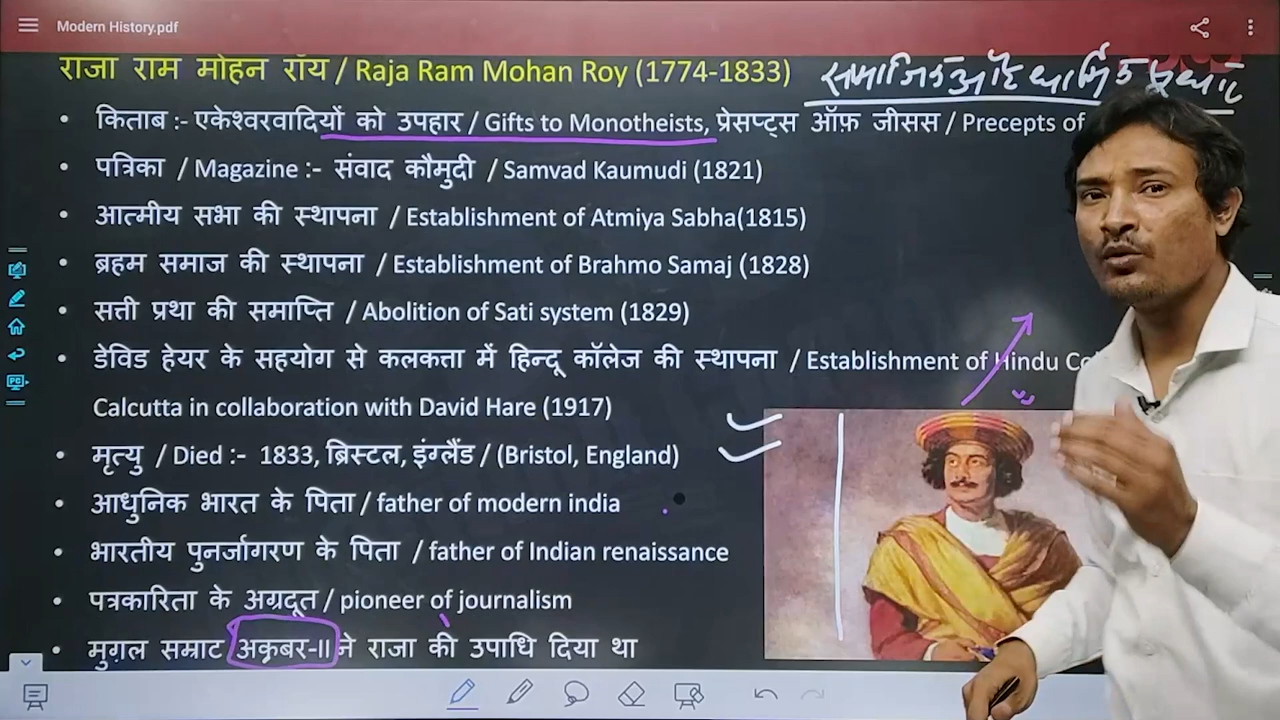 Modern History.pdf
राजा राम मोहन रॉय / Raja Ram Mohan Roy (1774-1833)
• किताब :- एकेश्वरवादियों को उपहार / Gifts to Monotheists, प्रेसप्ट्स ऑफ़ जीसस / Precepts of
• पत्रिका / Magazine :- संवाद कौमुदी / Samvad Kaumudi (1821)
• आत्मीय सभा की स्थापना / Establishment of Atmiya Sabha(1815)
• ब्रहम समाज की स्थापना / Establishment of Brahmo Samaj (1828)
• सत्ती प्रथा की समाप्ति / Abolition of Sati system (1829)
• डेविड हेयर के सहयोग से कलकत्ता में हिन्दू कॉलेज की स्थापना / Establishment of Hindu
Calcutta in collaboration with David Hare (1917)
• मृत्यु / Died :- 1833, ब्रिस्टल, इंग्लैंड / (Bristol, England)
• आधुनिक भारत के पिता / father of modern india
• भारतीय पुनर्जागरण के पिता / father of Indian renaissance
• पत्रकारिता के अग्रदूत / pioneer of journalism
• मुग़ल सम्राट अकबर-II ने राजा की उपाधि दिया था